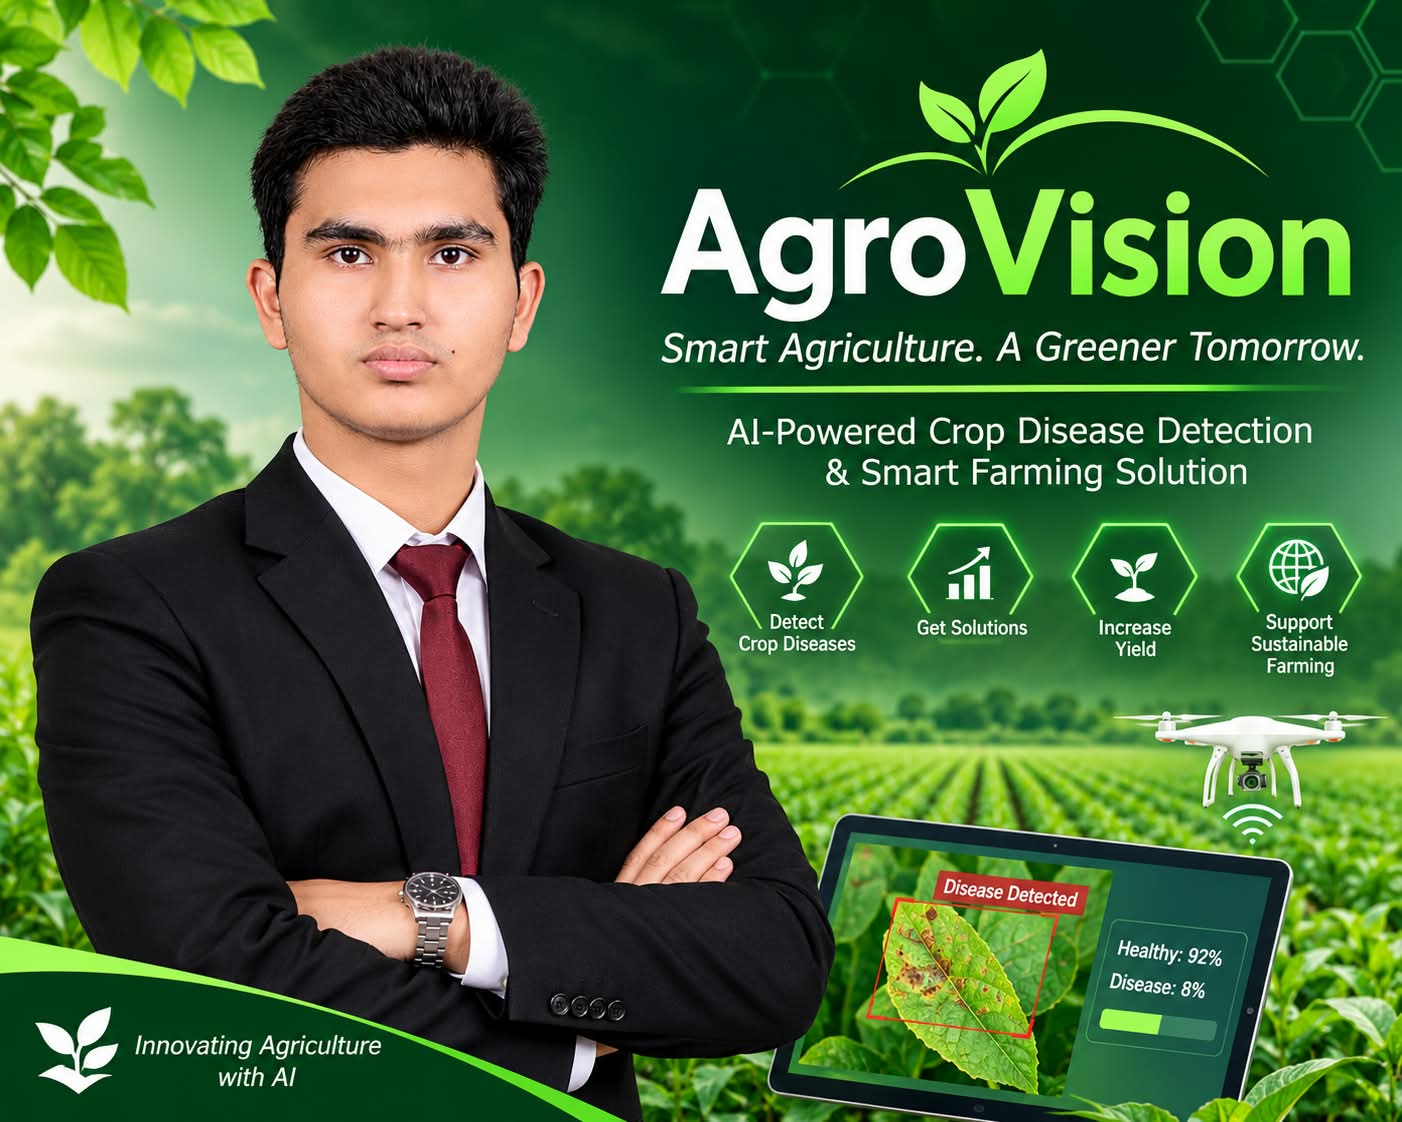 AgroVision
Smart Agriculture. A Greener Tomorrow.
AI-Powered Crop Disease Detection
& Smart Farming Solution
Detect
Crop Diseases
Get Solutions
Increase
Yield
Support
Sustainable
Farming
Disease Detected
Healthy: 92%
Disease: 8%
Innovating Agriculture
with AI